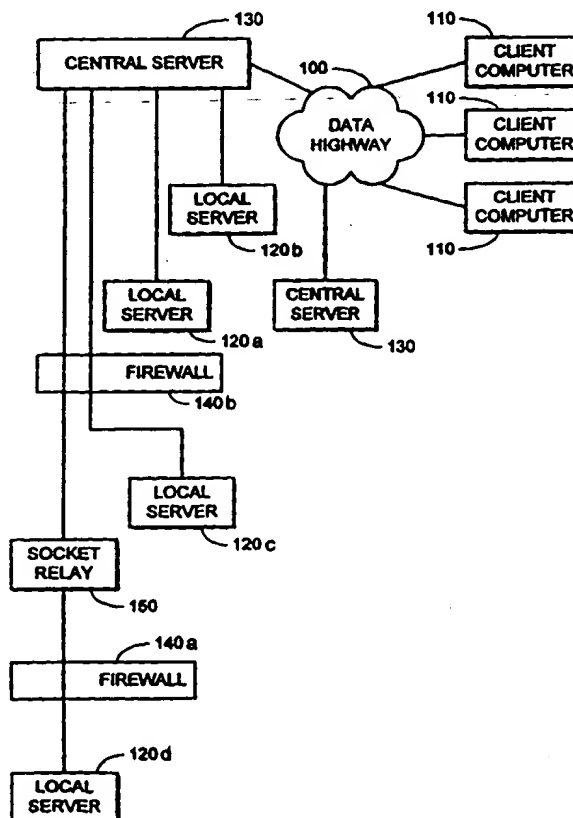 130
CENTRAL SERVER
100
DATA
HIGHWAY
110
CLIENT
COMPUTER
110
CLIENT
COMPUTER
CLIENT
COMPUTER
110
LOCAL
SERVER
120b
LOCAL
SERVER
120a
CENTRAL
SERVER
130
FIREWALL
140b
LOCAL
SERVER
120c
SOCKET
RELAY
150
140a
FIREWALL
120d
LOCAL
SERVER